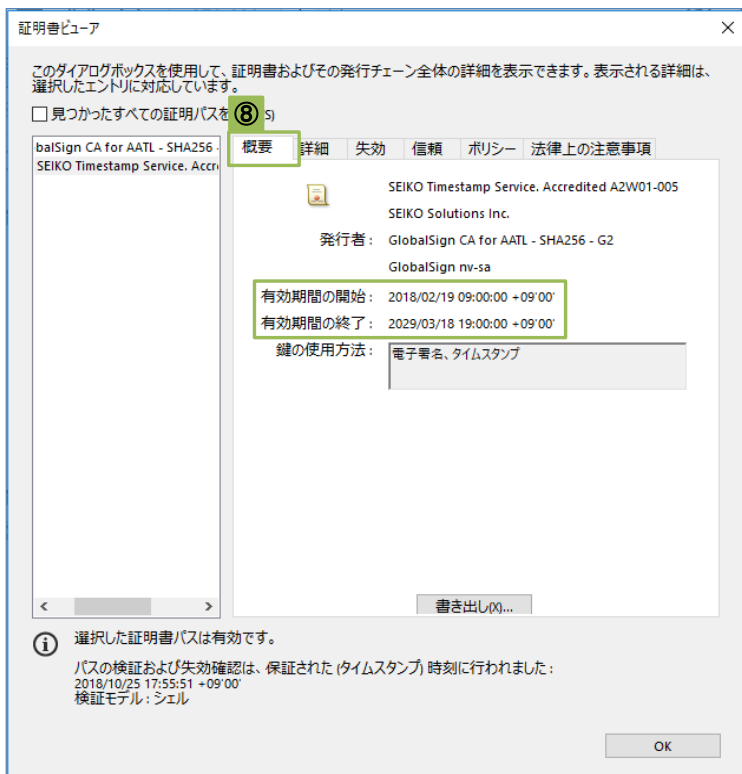 証明書ビューア
このダイアログボックスを使用して、証明書およびその発行チェーン全体の詳細を表示できます。表示される詳細は、
選択したエントリに対応しています。
見つかったすべての証明パスを
⑧
S)
balSign CA for AATL - SHA256 -
SEIKO Timestamp Service. Accr
概要 詳細 失効 信頼 ポリシー 法律上の注意事項
SEIKO Timestamp Service. Accredited A2W01-005
SEIKO Solutions Inc.
発行者 : GlobalSign CA for AATL - SHA256 - G2
GlobalSign nv-sa
有効期間の開始 : 2018/02/19 09:00:00 +09'00'
有効期間の終了 : 2029/03/18 19:00:00 +09'00'
鍵の使用方法 : 電子署名、タイムスタンプ
書き出し(X)...
選択した証明書パスは有効です。
パスの検証および失効確認は、保証された (タイムスタンプ) 時刻に行われました :
2018/10/25 17:55:51 +09'00'
検証モデル : シェル
OK